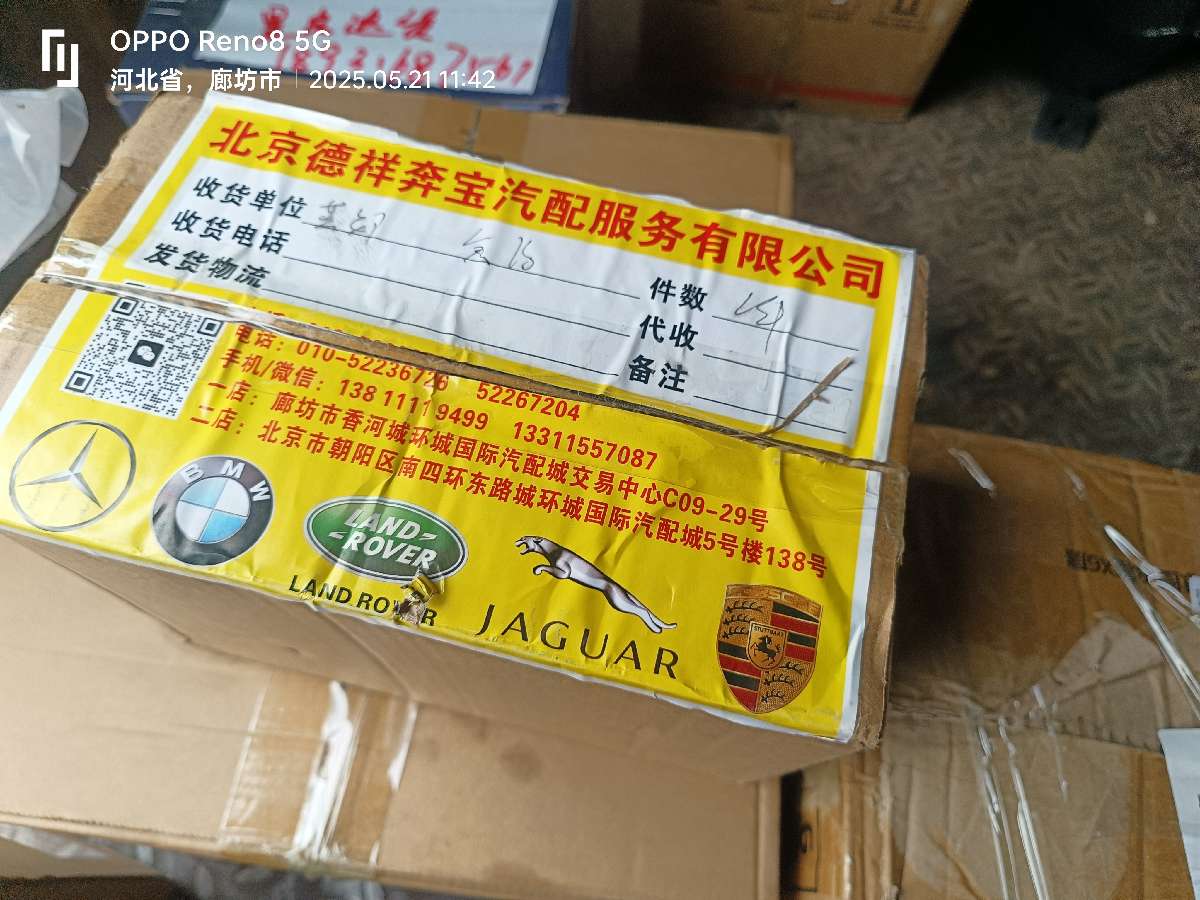 OPPO Reno8 5G
河北省，廊坊市 | 2025.05.21 11:42
北京德祥奔宝汽配服务有限公司
收货单位
收货电话
发货物流
件数 1件
代收
备注
电话：010-52236726 52267204
手机/微信：13811119499 13311557087
一店：廊坊市香河城环城国际汽配城交易中心C09-29号
二店：北京市朝阳区南四环东路城环城国际汽配城5号楼138号
BMW
LAND-
-ROVER
LAND ROVER
JAGUAR
STUTTGART